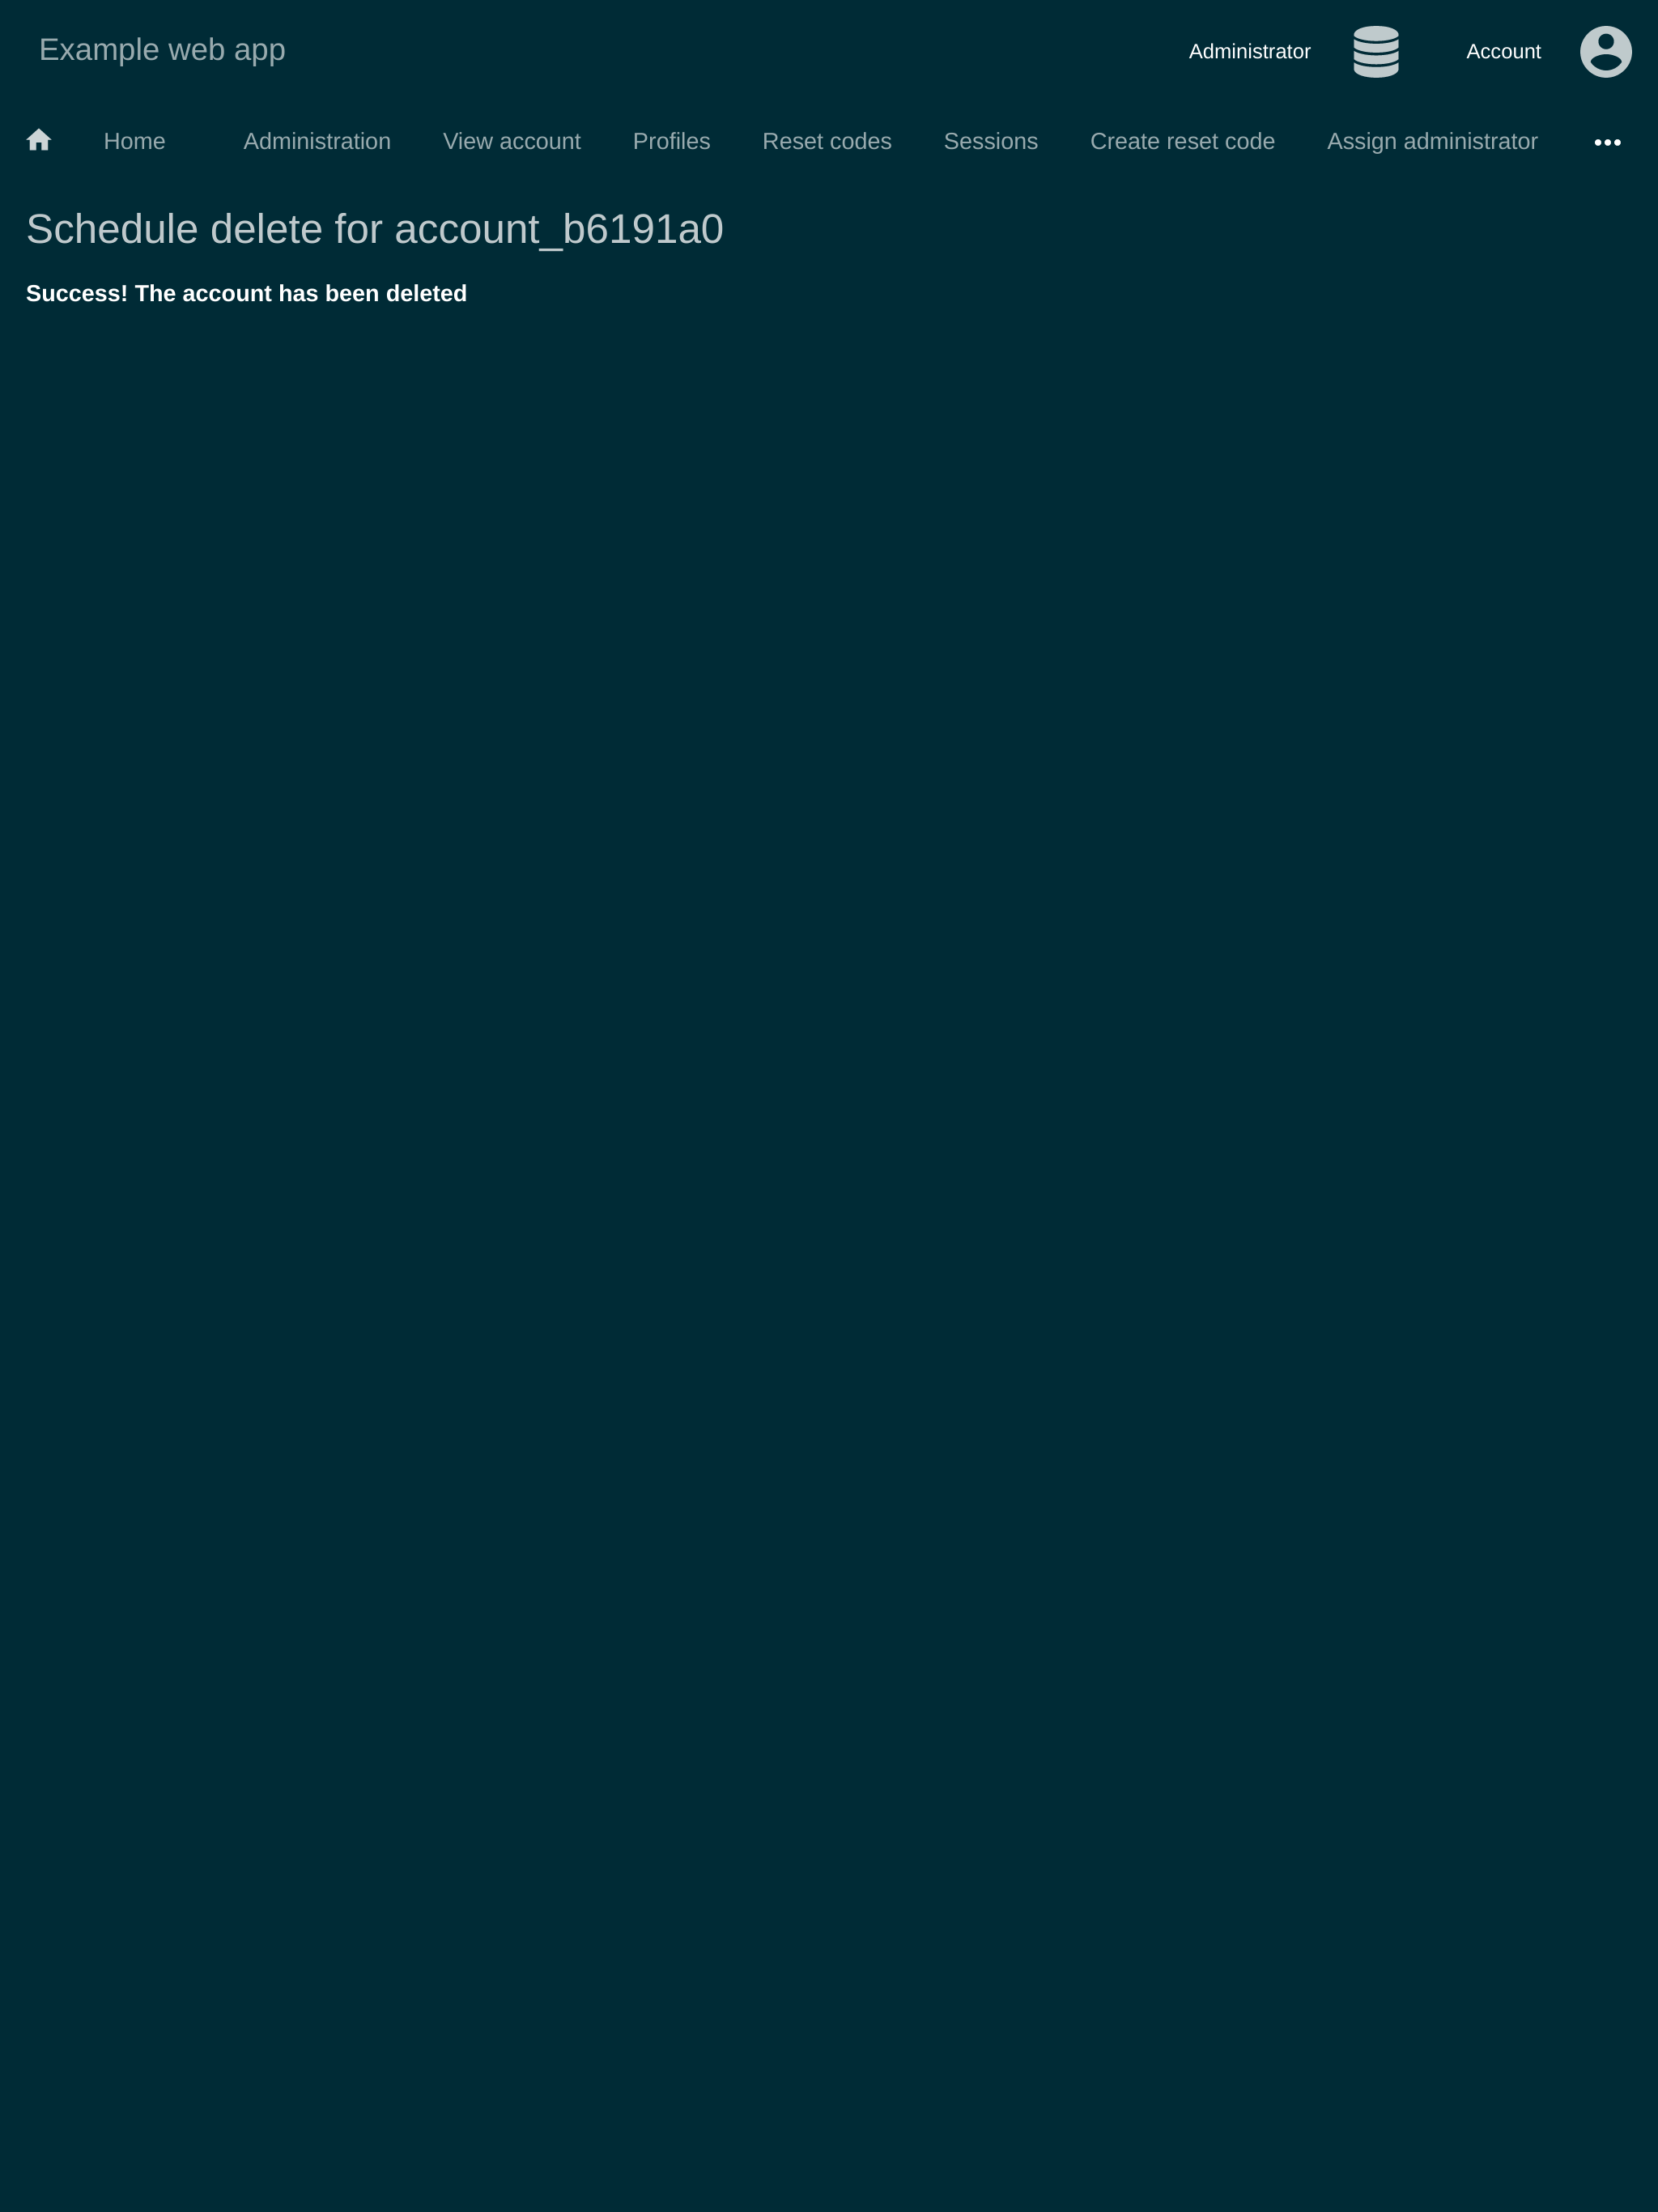 Example web app
Administrator
Account
Home
Administration
View account
Profiles
Reset codes
Sessions
Create reset code
Assign administrator
Schedule delete for account_b6191a0
Success! The account has been deleted